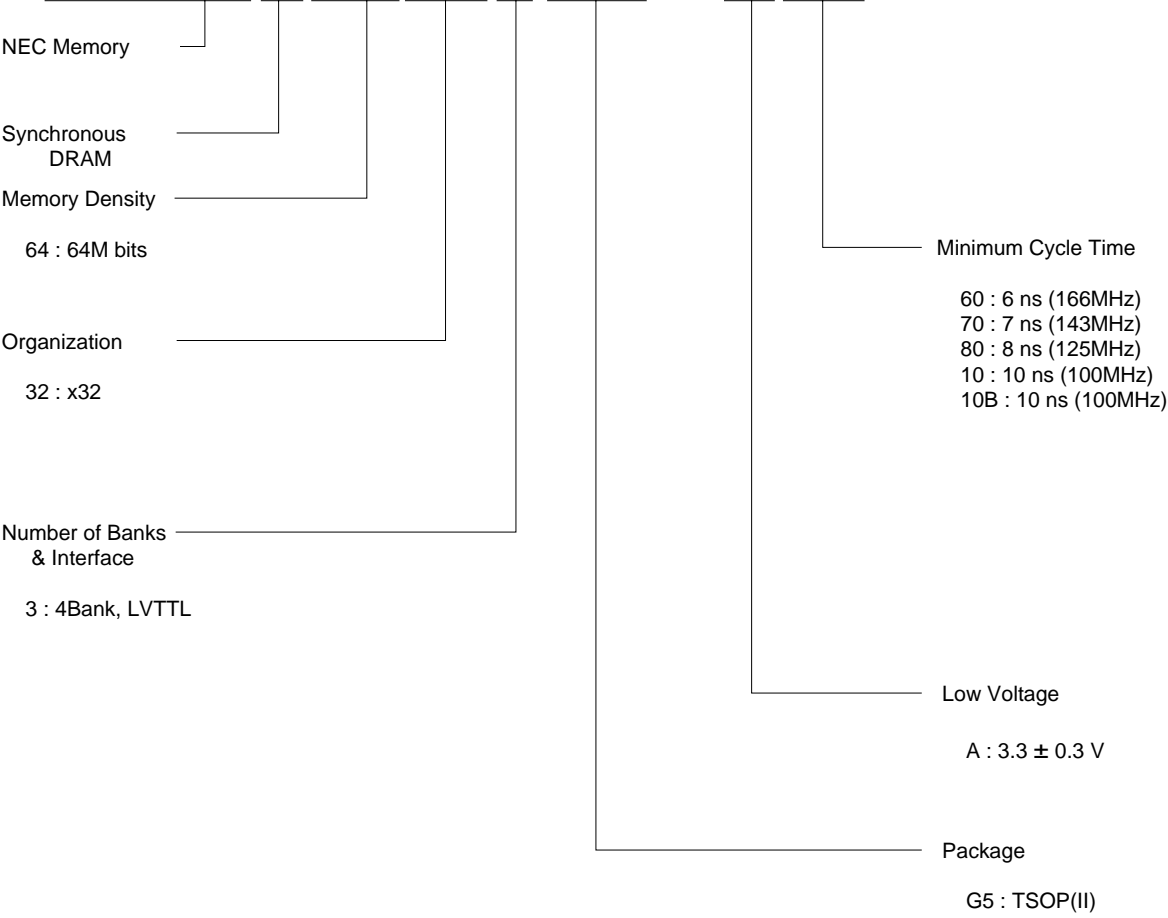 NEC Memory
Synchronous
DRAM
Memory Density
64 : 64M bits
Organization
32 : x32
Number of Banks
& Interface
3 : 4Bank, LVTTL
Minimum Cycle Time
60 : 6 ns (166MHz)
70 : 7 ns (143MHz)
80 : 8 ns (125MHz)
10 : 10 ns (100MHz)
10B : 10 ns (100MHz)
Low Voltage
A : 3.3 ± 0.3 V
Package
G5 : TSOP(II)